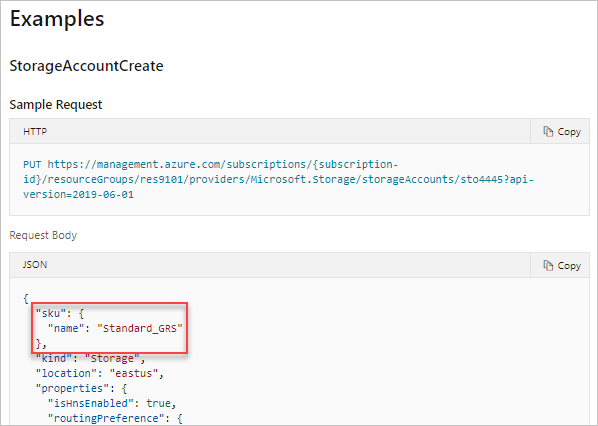 Examples
StorageAccountCreate
Sample Request
HTTP
Copy
PUT https://management.azure.com/subscriptions/{subscription-
id}/resourceGroups/res9101/providers/Microsoft.Storage/storageAccounts/sto4445?api-
version=2019-06-01
Request Body
JSON
Copy
{
"sku": {
"name": "Standard_GRS"
},
"kind": "Storage",
"location": "eastus",
"properties": {
"isHnsEnabled": true,
"routingPreference": {